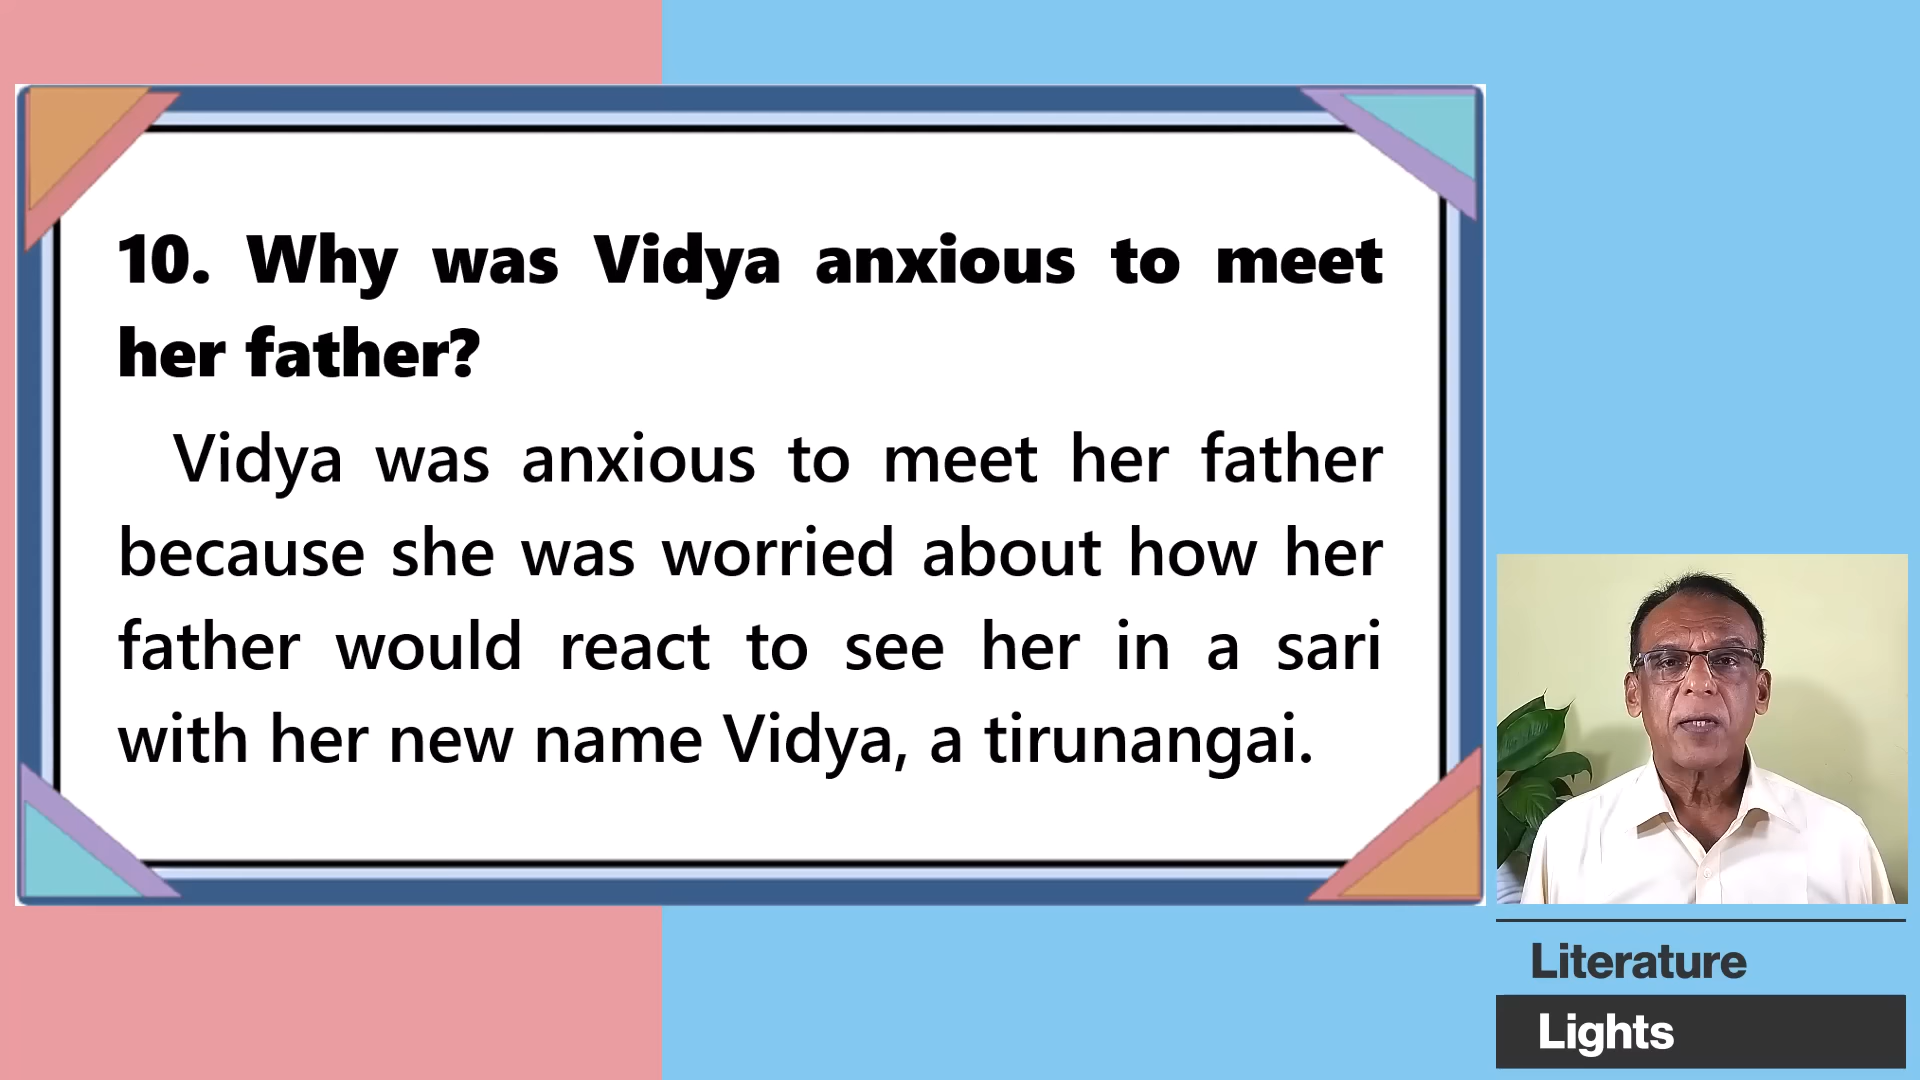 10. Why was Vidya anxious to meet
her father?
Vidya was anxious to meet her father
because she was worried about how her
father would react to see her in a sari
with her new name Vidya, a tirunangai.
Literature
Lights